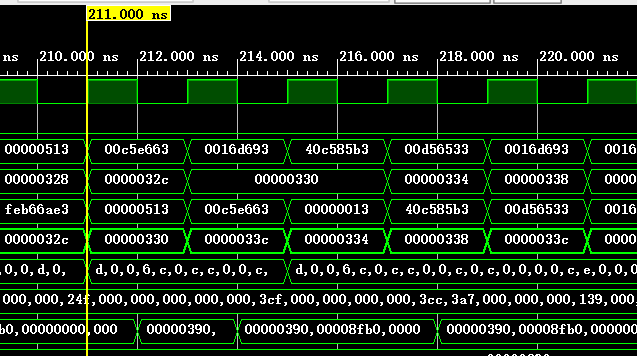 211.000 ns
ns 210.000 ns 212.000 ns 214.000 ns 216.000 ns 218.000 ns 220.000 ns
00000513 00c5e663 0016d693 40c585b3 00d56533 0016d693 0016
00000328 0000032c 00000330 00000334 00000338 0000
feb66ae3 00000513 00c5e663 00000013 40c585b3 00d56533 0016
0000032c 00000330 0000033c 00000334 00000338 0000033c 0000
,0,0,d,0, d,0,0,6,c,0,c,c,0,0,c, d,0,0,6,c,0,c,c,0,c,0,c,0,0,0,0,c,e,0,0,0
000,000,24f,000,000,000,000,000,3cf,000,000,000,000,3cc,3a7,000,000,000,139,000,
b0,00000000,000 00000390, 00000390,00008fb0,0000 00000390,00008fb0,000000